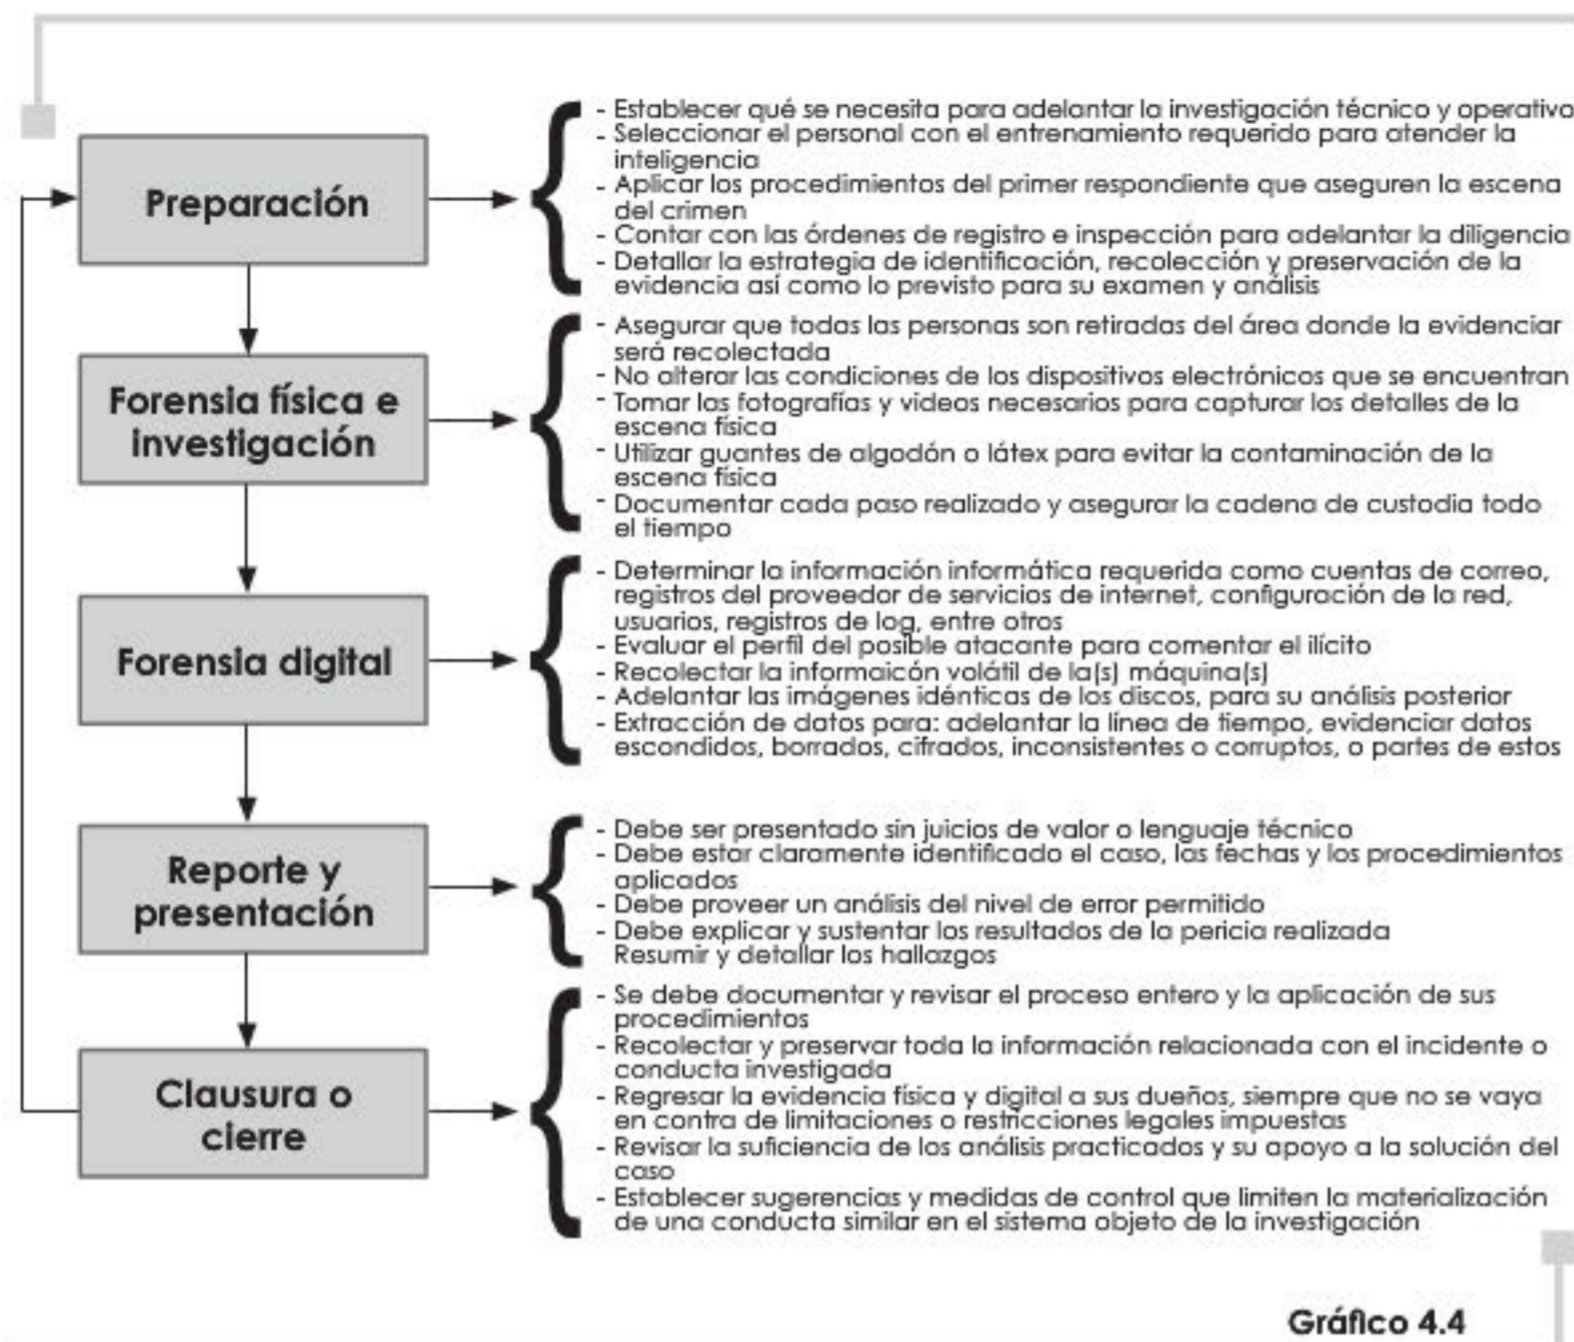 Preparación
- Establecer qué se necesita para adelantar la investigación técnico y operativo
- Seleccionar el personal con el entrenamiento requerido para atender la
inteligencia
- Aplicar los procedimientos del primer respondiente que aseguren la escena
del crimen
- Contar con las órdenes de registro e inspección para adelantar la diligencia
- Detallar la estrategia de identificación, recolección y preservación de la
evidencia así como lo previsto para su examen y análisis
Forensia física e
investigación
- Asegurar que todas las personas son retiradas del área donde la evidenciar
será recolectada
- No alterar las condiciones de los dispositivos electrónicos que se encuentran
- Tomar las fotografías y videos necesarios para capturar los detalles de la
escena física
- Utilizar guantes de algodón o látex para evitar la contaminación de la
escena física
- Documentar cada paso realizado y asegurar la cadena de custodia todo
el tiempo
Forensia digital
- Determinar la información informática requerida como cuentas de correo,
registros del proveedor de servicios de internet, configuración de la red,
usuarios, registros de log, entre otros
- Evaluar el perfil del posible atacante para comentar el ilícito
- Recolectar la informaicón volátil de la(s) máquina(s)
- Adelantar las imágenes idénticas de los discos, para su análisis posterior
- Extracción de datos para: adelantar la línea de tiempo, evidenciar datos
escondidos, borrados, cifrados, inconsistentes o corruptos, o partes de estos
Reporte y
presentación
- Debe ser presentado sin juicios de valor o lenguaje técnico
- Debe estar claramente identificado el caso, las fechas y los procedimientos
aplicados
- Debe proveer un análisis del nivel de error permitido
- Debe explicar y sustentar los resultados de la pericia realizada
Resumir y detallar los hallazgos
Clausura o
cierre
- Se debe documentar y revisar el proceso entero y la aplicación de sus
procedimientos
- Recolectar y preservar toda la información relacionada con el incidente o
conducta investigada
- Regresar la evidencia física y digital a sus dueños, siempre que no se vaya
en contra de limitaciones o restricciones legales impuestas
- Revisar la suficiencia de los análisis practicados y su apoyo a la solución del
caso
- Establecer sugerencias y medidas de control que limiten la materialización
de una conducta similar en el sistema objeto de la investigación
Gráfico 4.4